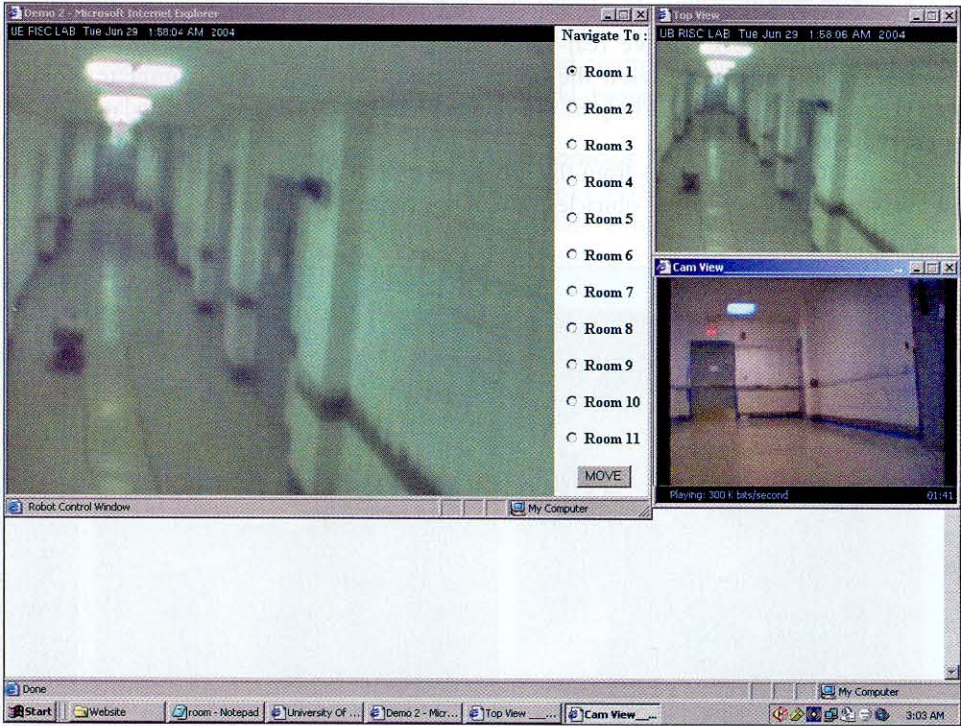 Demo 2 - Microsoft Internet Explorer
UE FISC LAB Tue Jun 29 1:58:04 AM 2004
Navigate To :
Room 1
Room 2
Room 3
Room 4
Room 5
Room 6
Room 7
Room 8
Room 9
Room 10
Room 11
MOVE
Robot Control Window
My Computer
Top View
UB RISC LAB Tue Jun 29 1:58:06 AM 2004
Cam View
Playing: 300 K bits/second 01:41
Done
My Computer
Start
Website
room - Notepad
University Of ...
Demo 2 - Micr...
Top View ___...
Cam View__...
3:03 AM